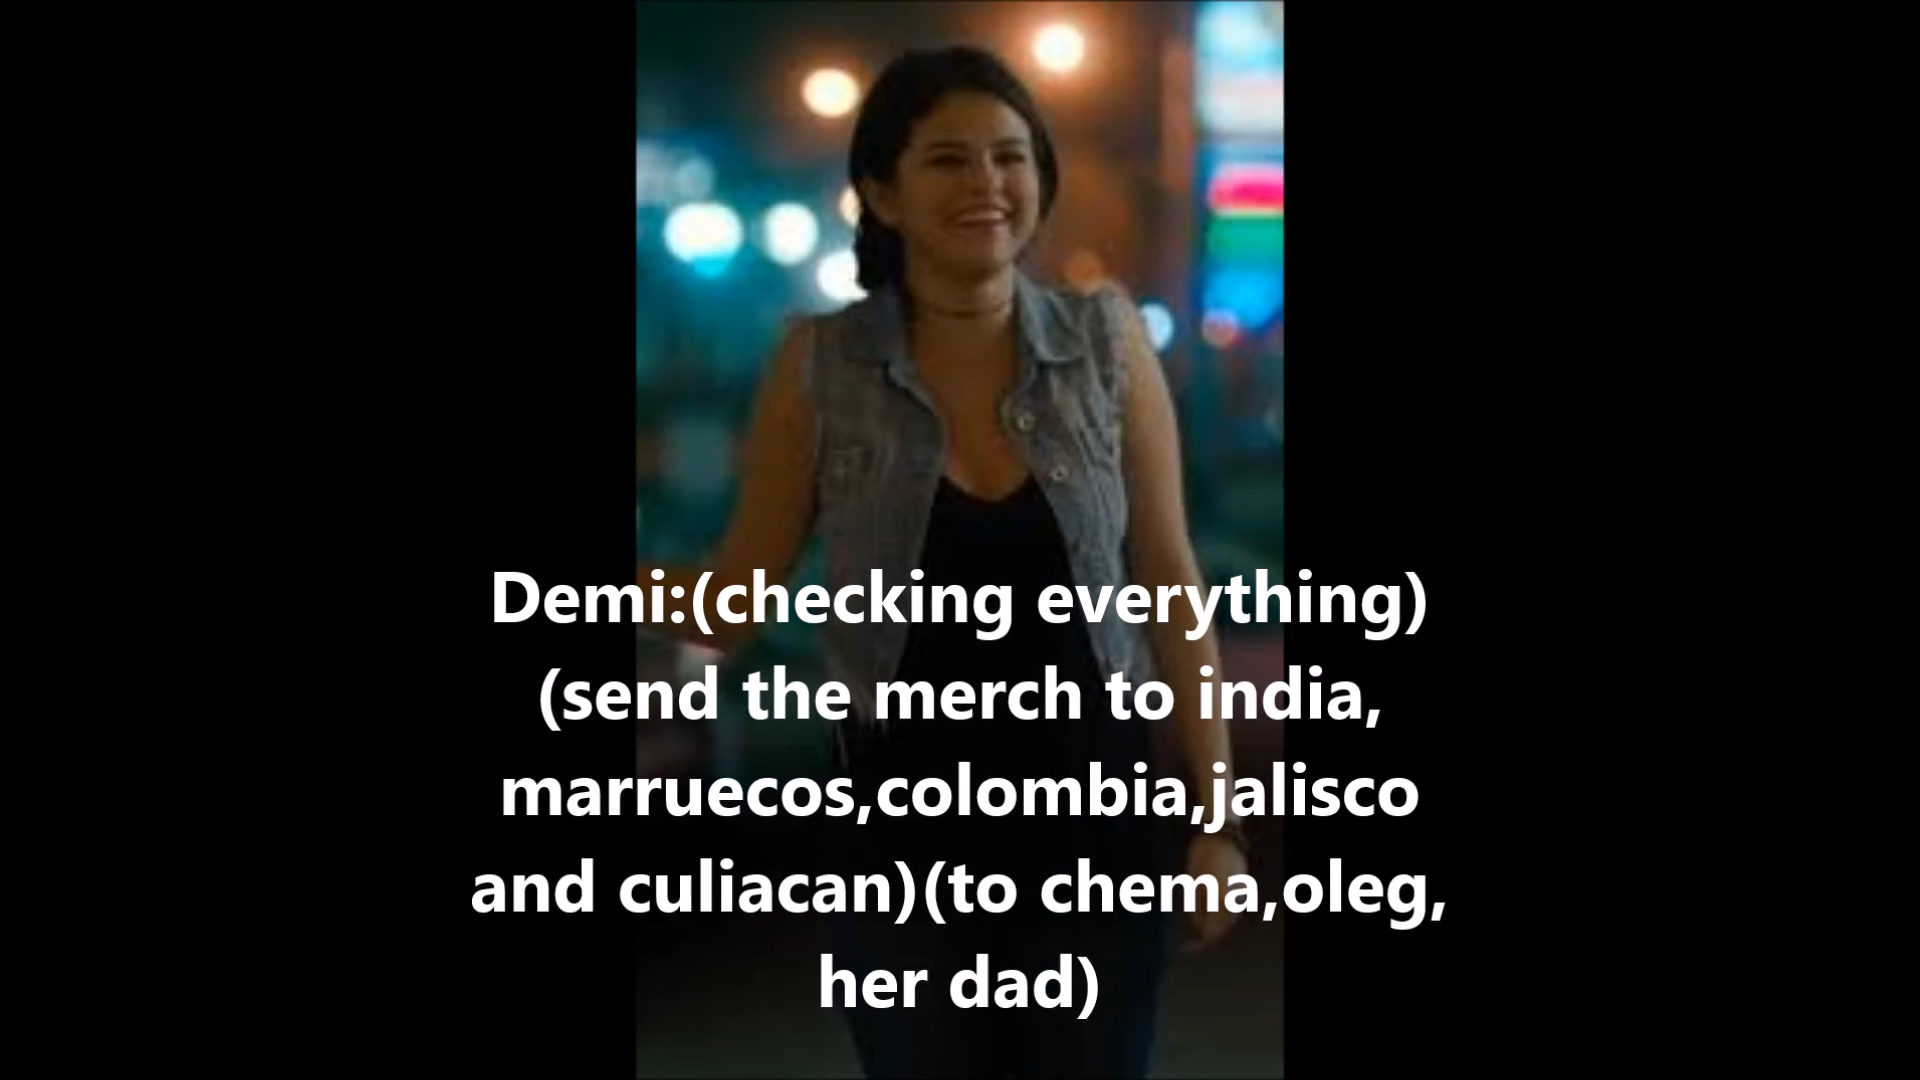 Demi:(checking everything)
(send the merch to india,
marruecos,colombia,jalisco
and culiacan)(to chema,oleg,
her dad)